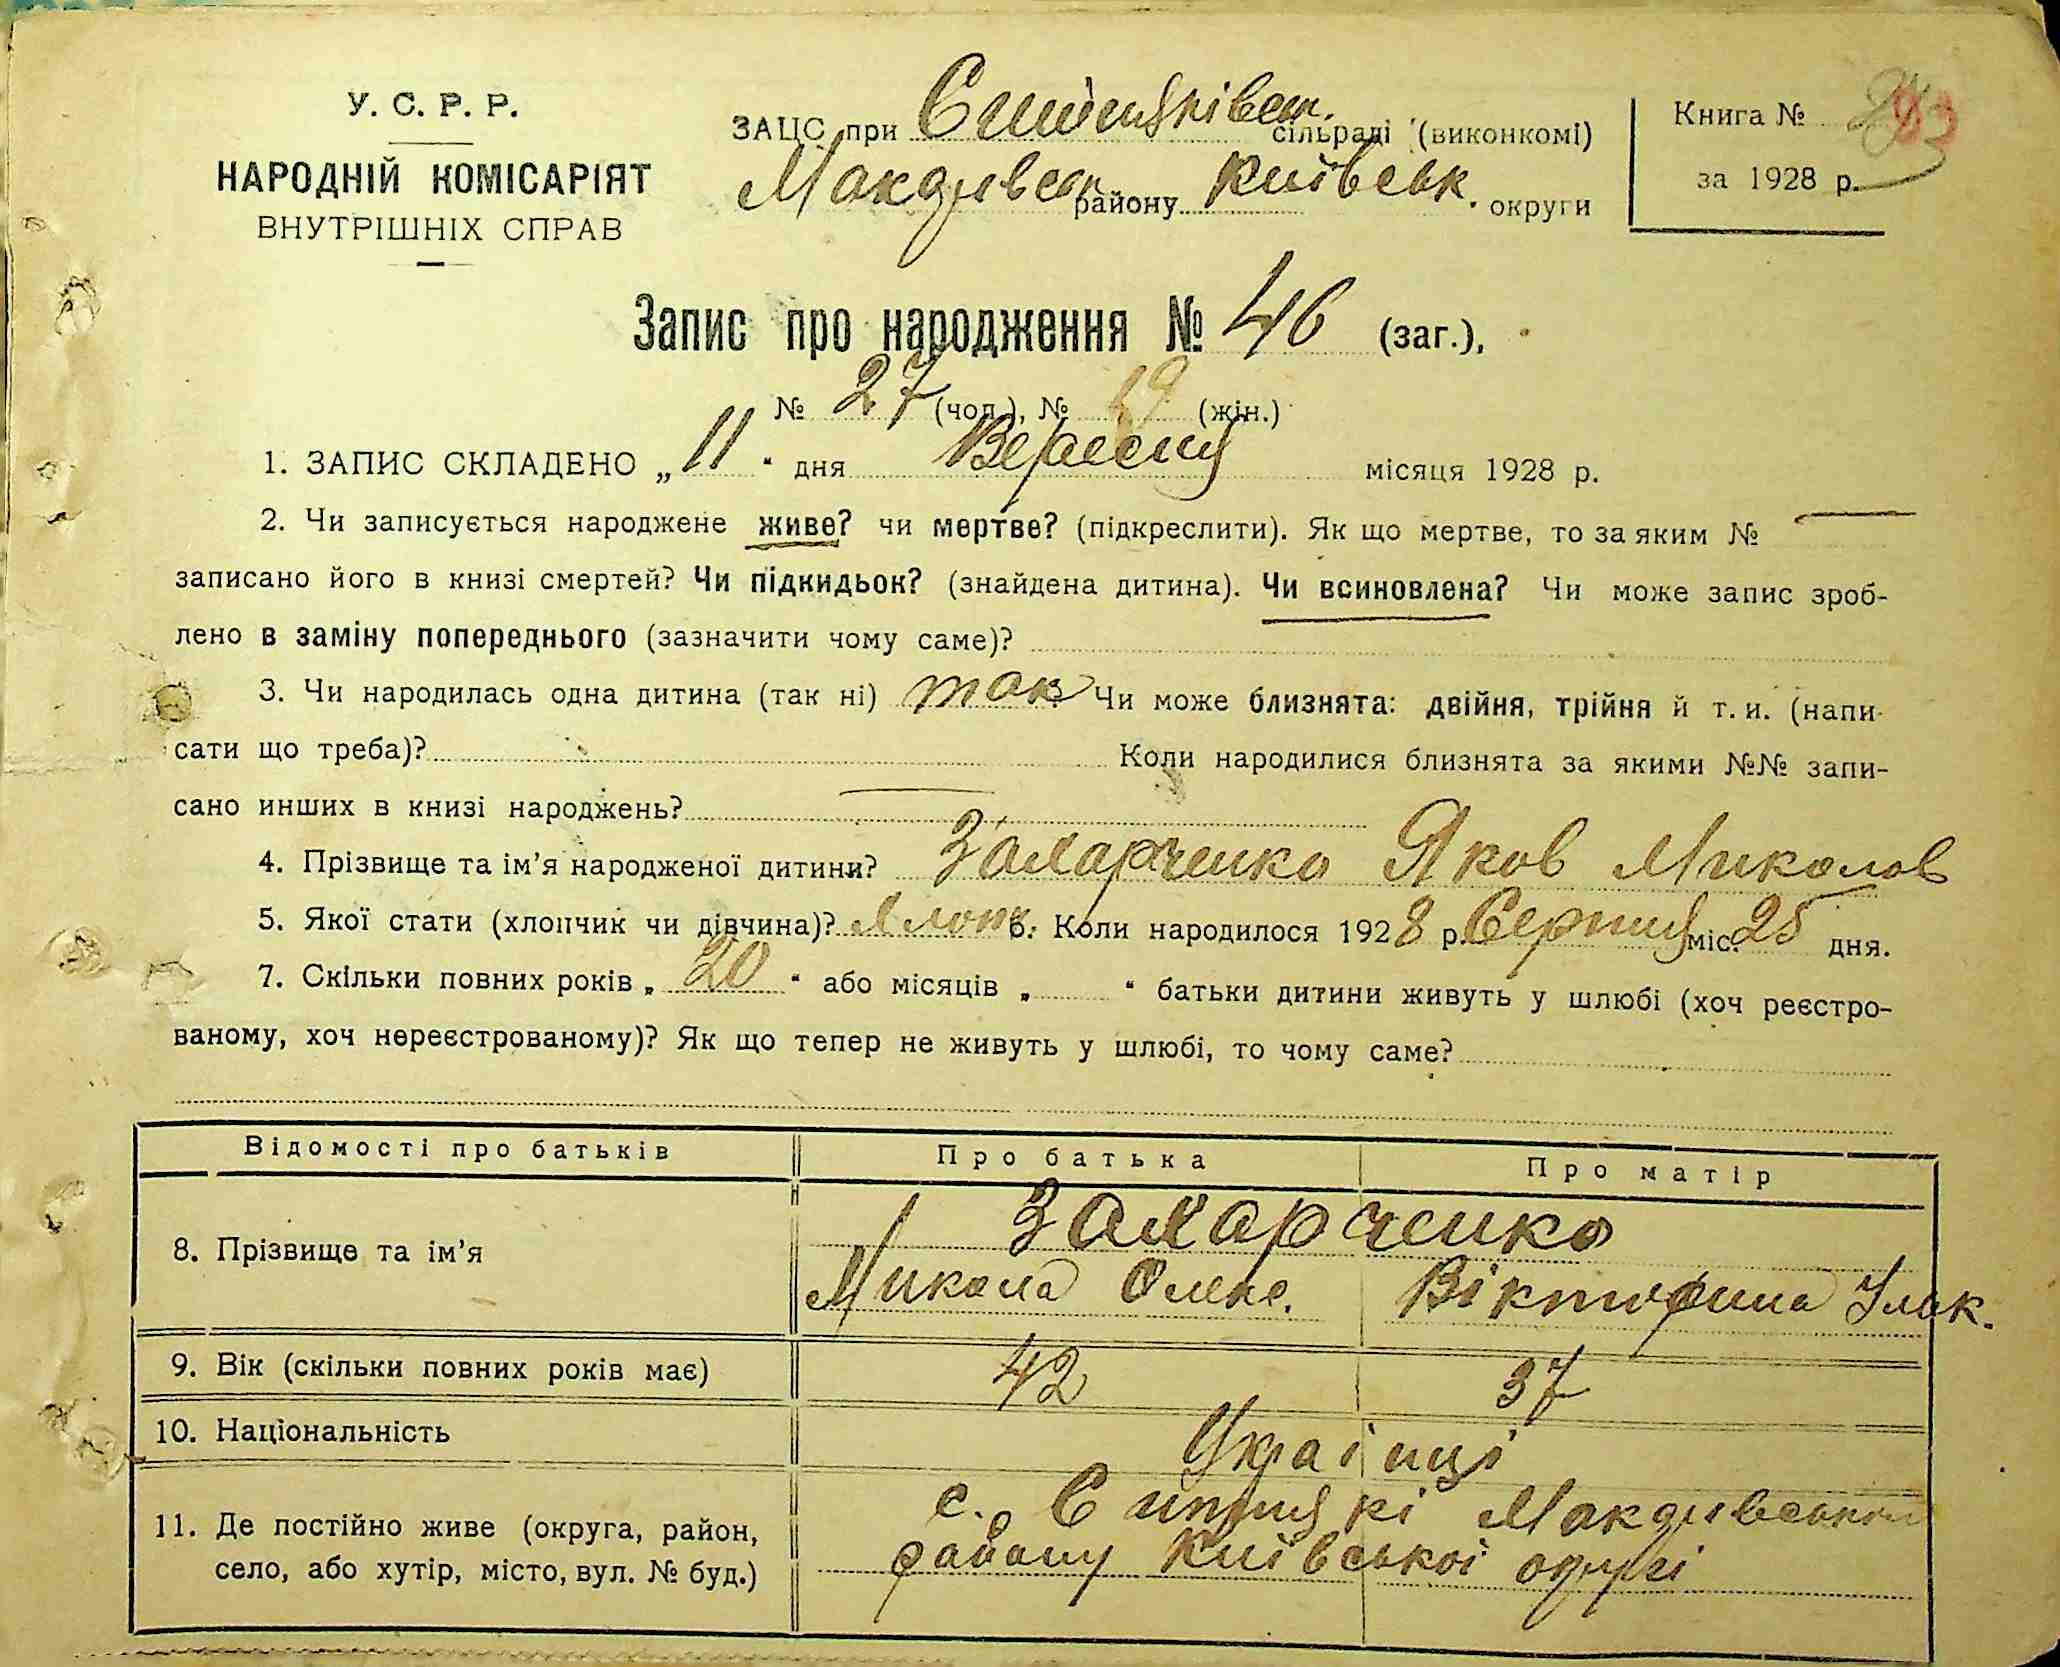 У. С. Р. Р.
НАРОДНІЙ КОМІСАРІЯТ
ВНУТРІШНІХ СПРАВ
ЗАЦС при сільраді (виконкомі)
району Київськ. округи
Книга №
за 1928 р.
Запис про народження № 46 (заг.),
№ 27 (чол.), № 19 (жін.)
1. ЗАПИС СКЛАДЕНО „ 11 “ дня Вересня місяця 1928 р.
2. Чи записується народжене живе? чи мертве? (підкреслити). Як що мертве, то за яким №
записано його в книзі смертей? Чи підкидьок? (знайдена дитина). Чи всиновлена? Чи може запис зроб-
лено в заміну попереднього (зазначити чому саме)?
3. Чи народилась одна дитина (так ні) так Чи може близнята: двійня, трійня й т. и. (напи-
сати що треба)? Коли народилися близнята за якими №№ запи-
сано инших в книзі народжень?
4. Прізвище та ім’я народженої дитини? Захарченко Яков Миколов
5. Якої стати (хлопчик чи дівчина)? Хлопч. 6. Коли народилося 1928 р. Серпня міс. 25 дня.
7. Скільки повних років „ 20 “ або місяців „ “ батьки дитини живуть у шлюбі (хоч реєстро-
ваному, хоч нереєстрованому)? Як що тепер не живуть у шлюбі, то чому саме?
Відомості про батьків Про батька Про матір
8. Прізвище та ім’я Захарченко
Микола Олекс. Вікторина
9. Вік (скільки повних років має) 42 37
10. Національність Українці
11. Де постійно живе (округа, район,
село, або хутір, місто, вул. № буд.)
с.
району Київської округі